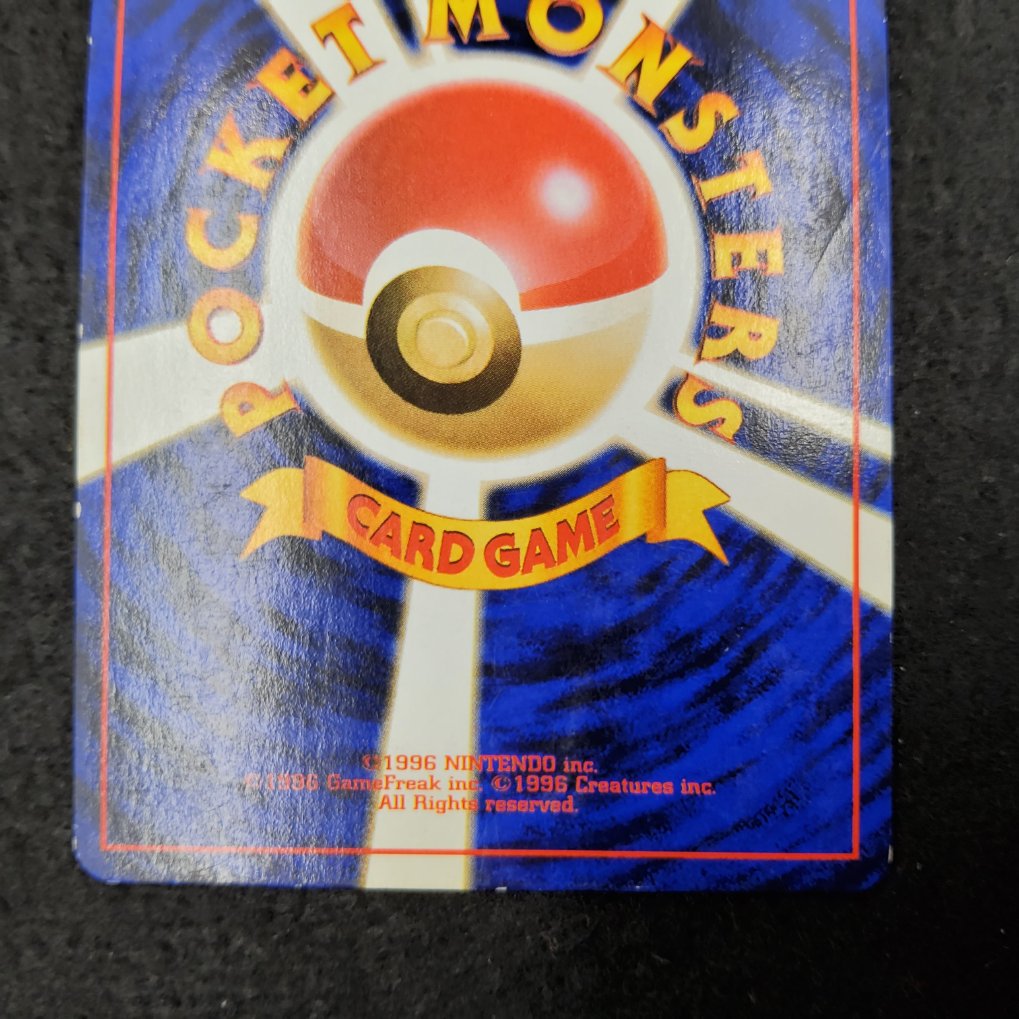 POCKET MONSTERS
CARD GAME
©1996 NINTENDO inc.
©1996 GameFreak inc. ©1996 Creatures inc.
All Rights reserved.